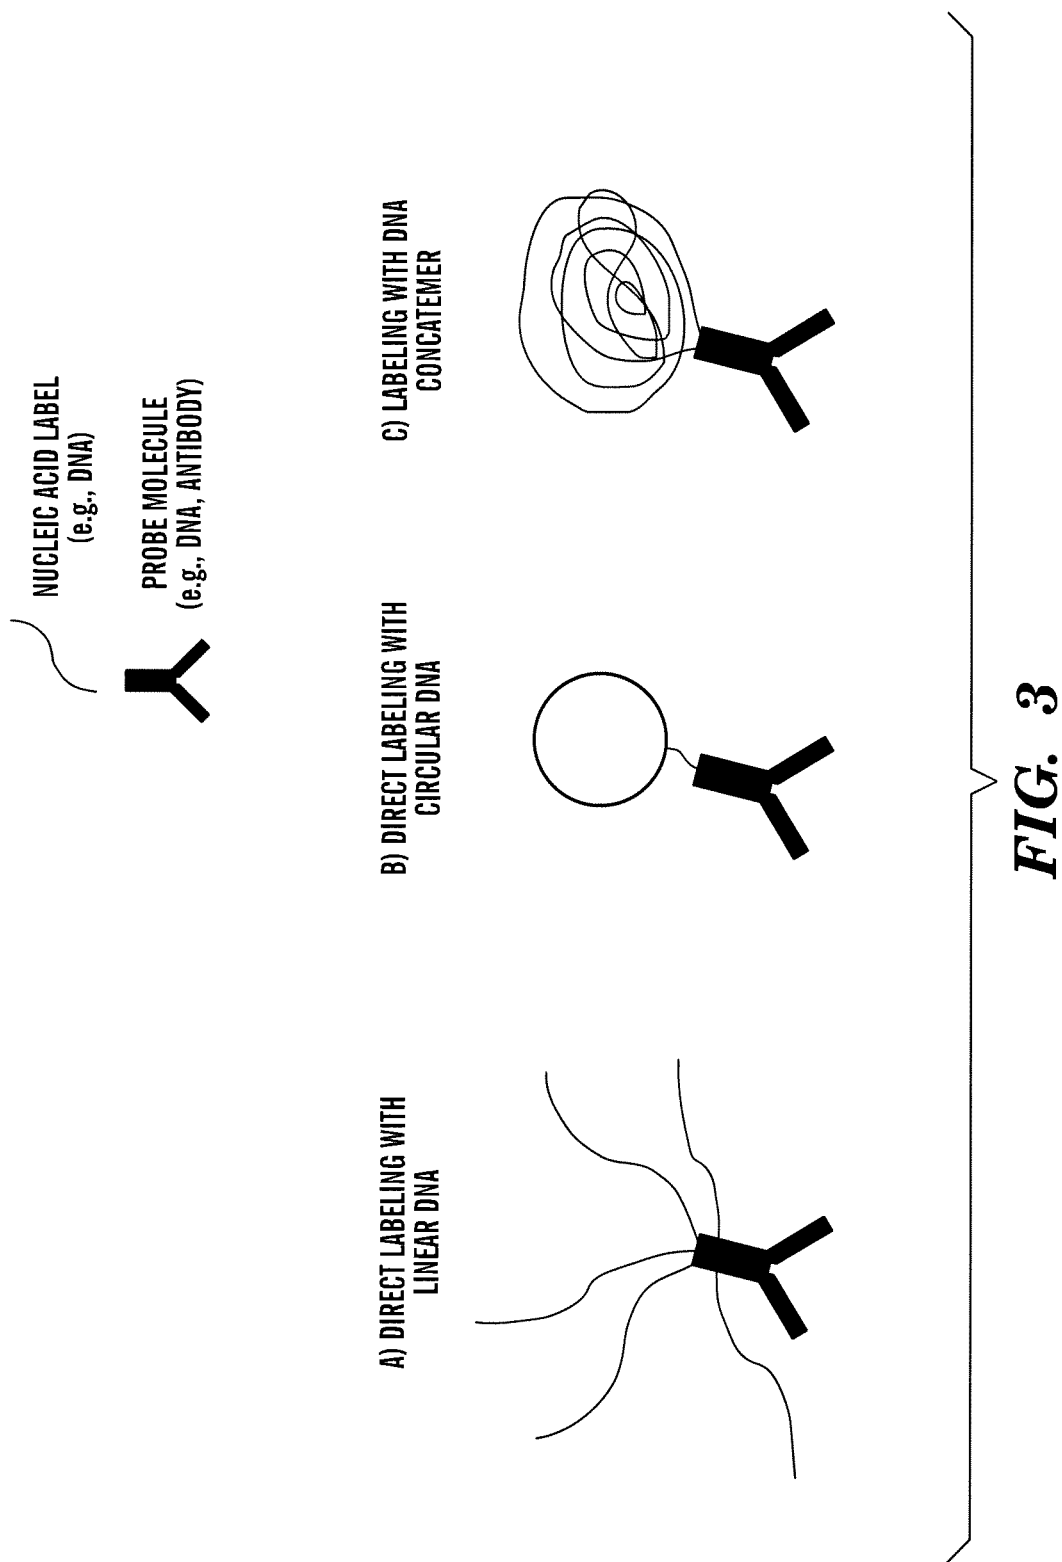 NUCLEIC ACID LABEL
(e.g., DNA)
PROBE MOLECULE
(e.g., DNA, ANTIBODY)
A) DIRECT LABELING WITH
LINEAR DNA
B) DIRECT LABELING WITH
CIRCULAR DNA
C) LABELING WITH DNA
CONCATEMER
FIG. 3